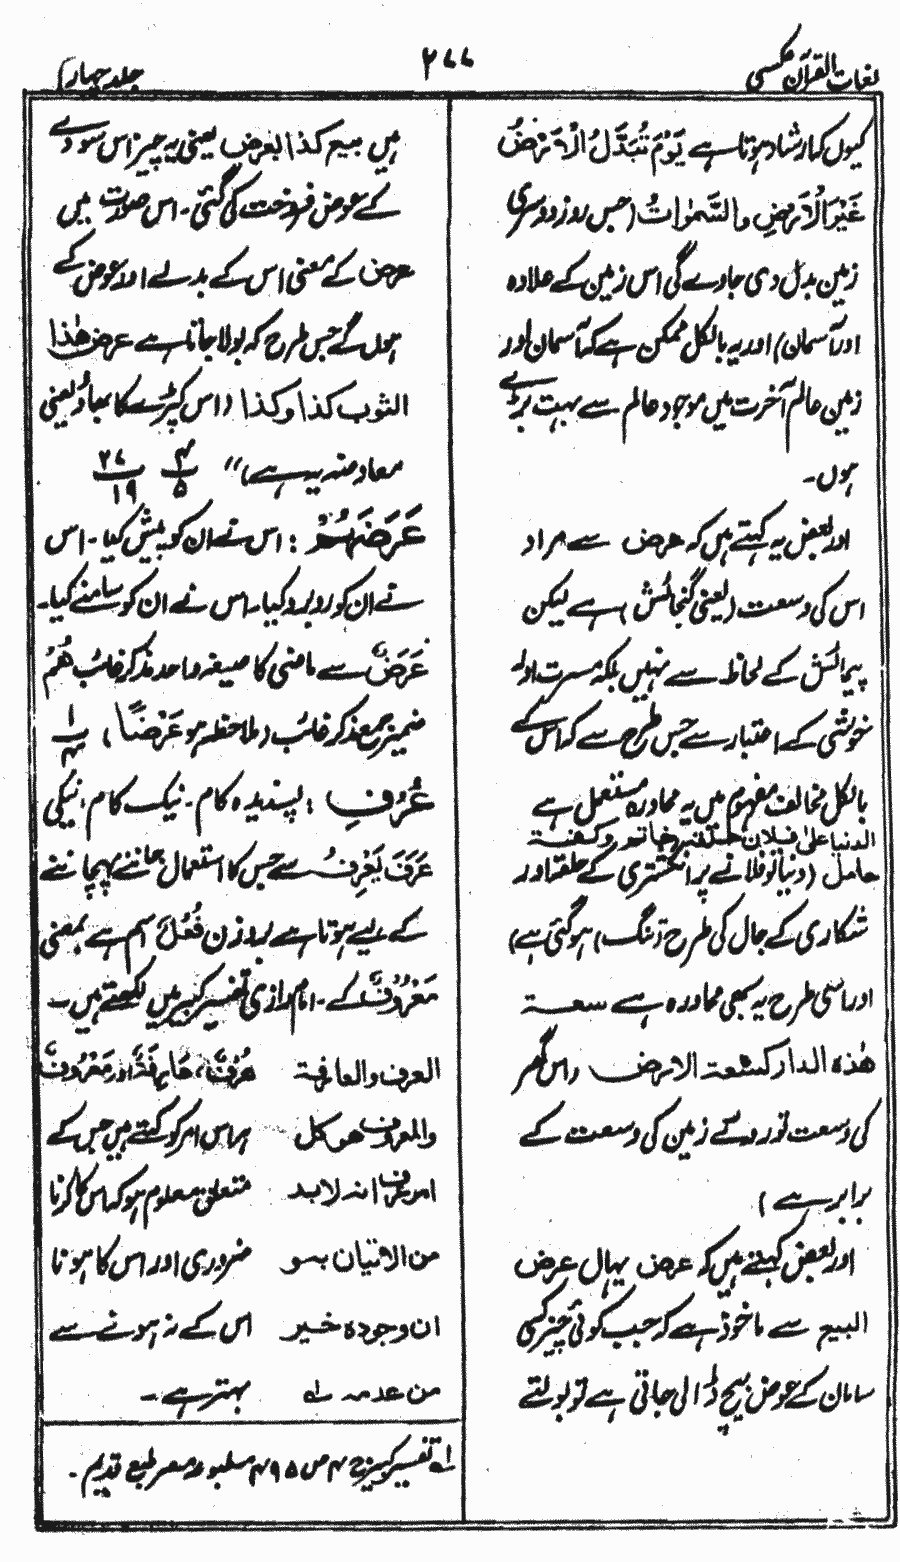 لغات القرآن عکسی
۲۷۷
جلد چہارم
کیوں کہ ارشاد ہوتا ہے يَوْمَ تُبَدَّلُ الْاَرْضُ
غَيْرَ الْاَرْضِ وَالسَّمٰوٰاتُ (جس روز دوسری
زمین بدل دی جاوے گی اس زمین کے علاوہ
اور آسمان) اور یہ بالکل ممکن ہے کہ آسمان اور
زمین عالم آخرت میں موجود عالم سے بہت بڑے
ہوں۔
اور بعض یہ کہتے ہیں کہ عرض سے مراد
اس کی وسعت (یعنی گنجائش) ہے لیکن
پیمائش کے لحاظ سے نہیں بلکہ مسرت اور
خوشی کے اعتبار سے جس طرح سے کہ اس کے
بالکل مخالف مفہوم میں یہ محاورہ مستعمل ہے
الدنیا علیٰ فلان حلقۃ خاتم وکفۃ
حابل (دنیا تو فلانے پر انگشتری کے حلقہ اور
شکاری کے جال کی طرح تنگ ہو گئی ہے)
اور اسی طرح یہ بھی محاورہ ہے سعۃ
ھٰذہ الدار کسعۃ الارض (اس گھر
کی وسعت تو روئے زمین کی وسعت کے
برابر ہے)
اور بعض کہتے ہیں کہ عرض یہاں عرض
البیع سے ماخوذ ہے کہ جب کوئی چیز کسی
سامان کے عوض بیچ ڈالی جاتی ہے تو بولتے
ہیں بیع کذا بعرض یعنی یہ چیز اس سودے
کے عوض فروخت کی گئی۔ اس صورت میں
عرض کے معنی اس کے بدلے اور عوض کے
ہوں گے جس طرح کہ بولا جاتا ہے عرض ھٰذا
الثوب کذا وکذا (اس کپڑے کا بھاؤ یعنی
معاوضہ یہ ہے)،، ۴/۵ ۲۷/۱۹
عَرَضَهُمْ: اس نے ان کو پیش کیا۔ اس
نے ان کو روبرو کیا۔ اس نے ان کو سامنے کیا۔
عَرَضَ سے ماضی کا صیغہ واحد مذکر غائب هُمْ
ضمیر جمع مذکر غائب (ملاحظہ ہو عَرَضًا) ۱/۴
عُرْفِ: پسندیدہ کام۔ نیک کام، نیکی
عَرَفَ يَعْرِفُ سے جس کا استعمال جاننے پہچاننے
کے لیے ہوتا ہے بروزن فُعْلٌ اسم ہے بمعنی
مَعْرُوفٌ کے۔ امام رازی تفسیر کبیر میں لکھتے ہیں ۔
العرف والعارفۃ عُرْفٌ، عَارِفَةٌ اور مَعْرُوفٌ
والمعروف ھو کل ہر اس امر کو کہتے ہیں جس کے
امر عرف انہ لابد متعلق معلوم ہو کہ اس کا کرنا
من الاتیان بہ و ضروری اور اس کا ہونا
ان وجودہ خیر اس کے نہ ہونے سے
من عدمہ لہ بہتر ہے۔
لہ تفسیر کبیر ج ۴ ص ۴۹۵ مطبوعہ مصر طبع قدیم۔